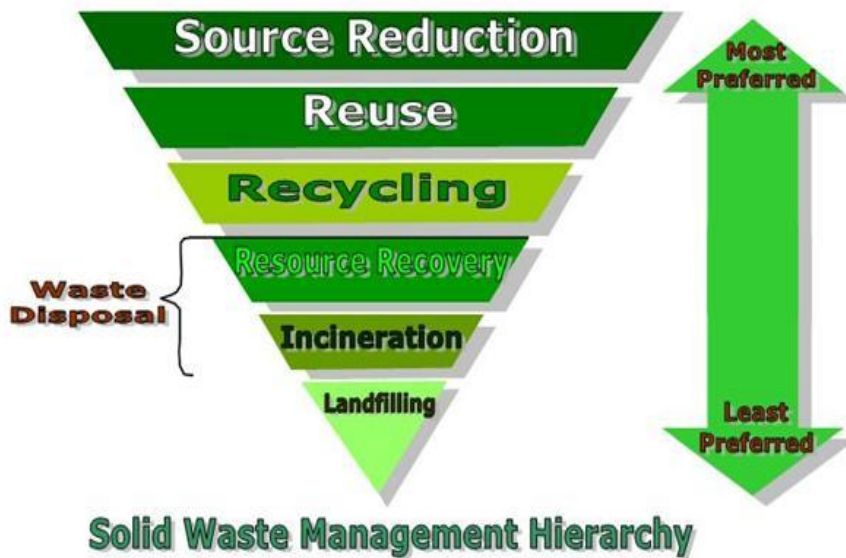 Source Reduction
Most
Preferred
Reuse
Recycling
Resource Recovery
Waste
Disposal
Incineration
Landfilling
Least
Preferred
Solid Waste Management Hierarchy